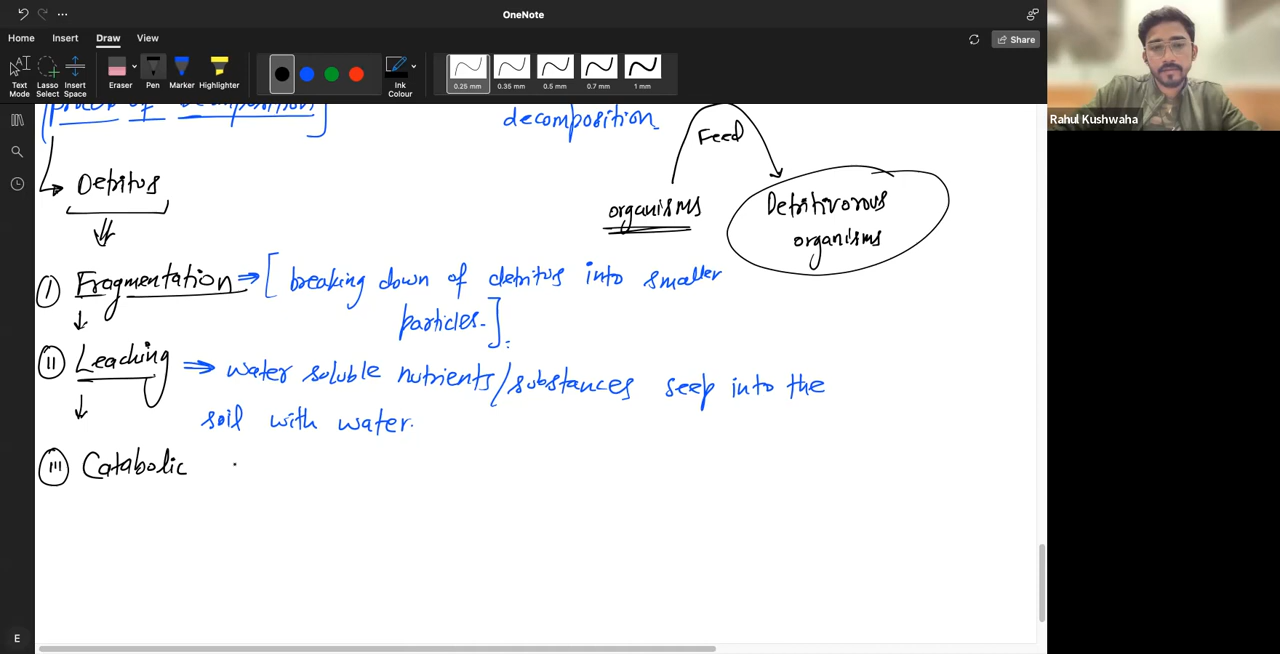 OneNote
Home Insert Draw View
Share
Text Mode
Lasso Select
Insert Space
Eraser
Pen
Marker
Highlighter
Ink Colour
0.25 mm
0.35 mm
0.5 mm
0.7 mm
1 mm
Rahul Kushwaha
[process of decomposition]
decomposition
Feed
Detritus
organisms
Detritivorous
organisms
I Fragmentation ⇒ [breaking down of detritus into smaller
particles.]
II Leaching ⇒ water soluble nutrients/substances seep into the
soil with water.
III Catabolic
E